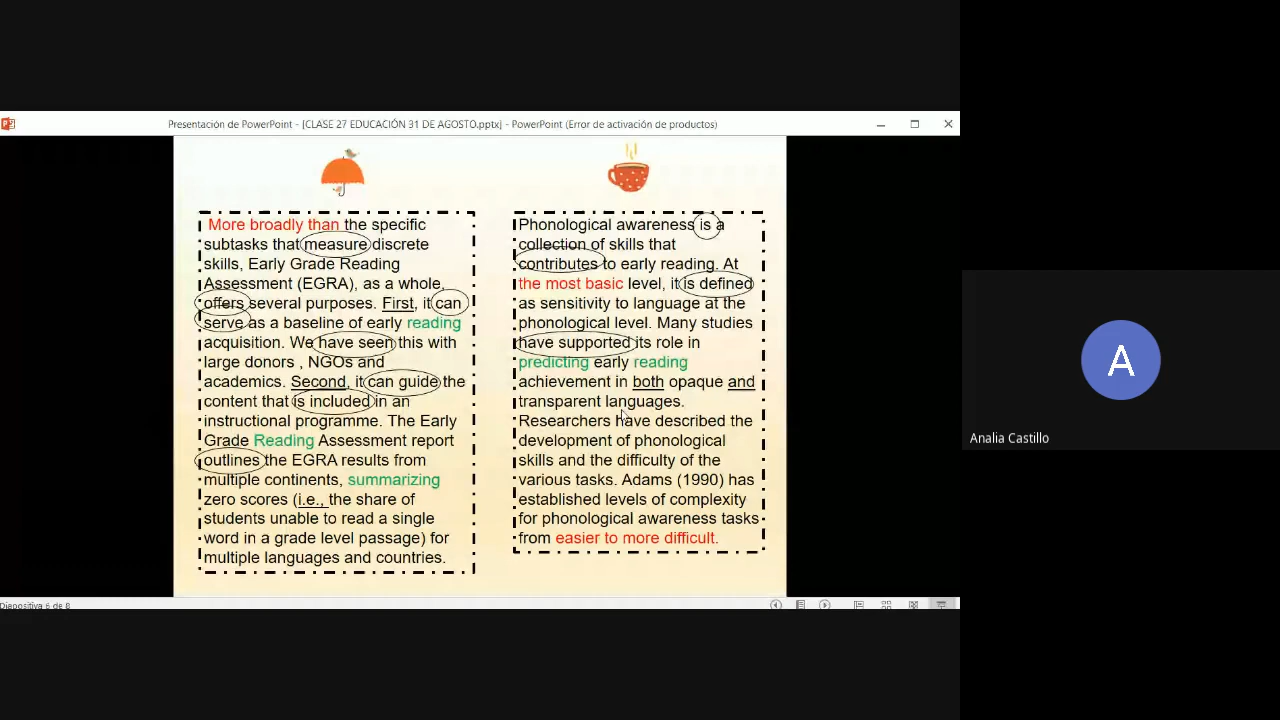 Presentación de PowerPoint - [CLASE 27 EDUCACIÓN 31 DE AGOSTO.pptx] - PowerPoint (Error de activación de productos)
More broadly than the specific
subtasks that measure discrete
skills, Early Grade Reading
Assessment (EGRA), as a whole,
offers several purposes. First, it can
serve as a baseline of early reading
acquisition. We have seen this with
large donors , NGOs and
academics. Second, it can guide the
content that is included in an
instructional programme. The Early
Grade Reading Assessment report
outlines the EGRA results from
multiple continents, summarizing
zero scores (i.e., the share of
students unable to read a single
word in a grade level passage) for
multiple languages and countries.
Phonological awareness is a
collection of skills that
contributes to early reading. At
the most basic level, it is defined
as sensitivity to language at the
phonological level. Many studies
have supported its role in
predicting early reading
achievement in both opaque and
transparent languages.
Researchers have described the
development of phonological
skills and the difficulty of the
various tasks. Adams (1990) has
established levels of complexity
for phonological awareness tasks
from easier to more difficult.
Diapositiva 6 de 8
A
Analia Castillo